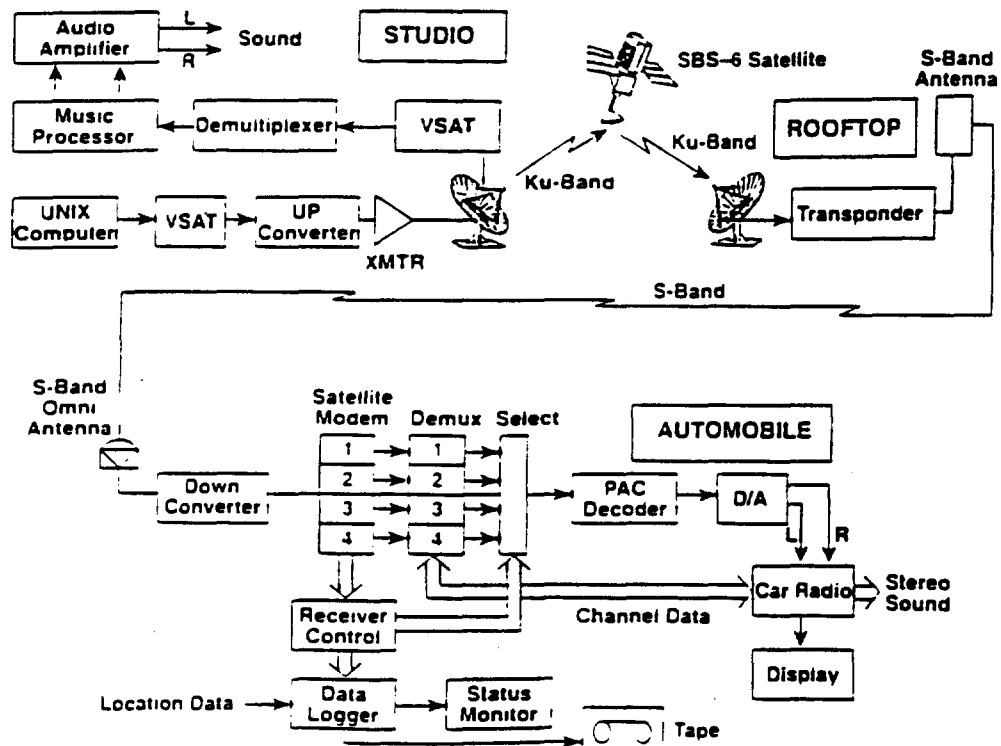 Audio
Amplifier
L
R
Sound
STUDIO
SBS-6 Satellite
S-Band
Antenna
Music
Processor
Demultiplexer
VSAT
Ku-Band
Ku-Band
ROOFTOP
UNIX
Computer
VSAT
UP
Converter
XMTR
Transponder
S-Band
S-Band
Omni
Antenna
Satellite
Modem
Demux
Select
AUTOMOBILE
1
1
2
2
3
3
4
4
Down
Converter
PAC
Decoder
D/A
L
R
Receiver
Control
Channel Data
Car Radio
Stereo
Sound
Display
Location Data
Data
Logger
Status
Monitor
Tape